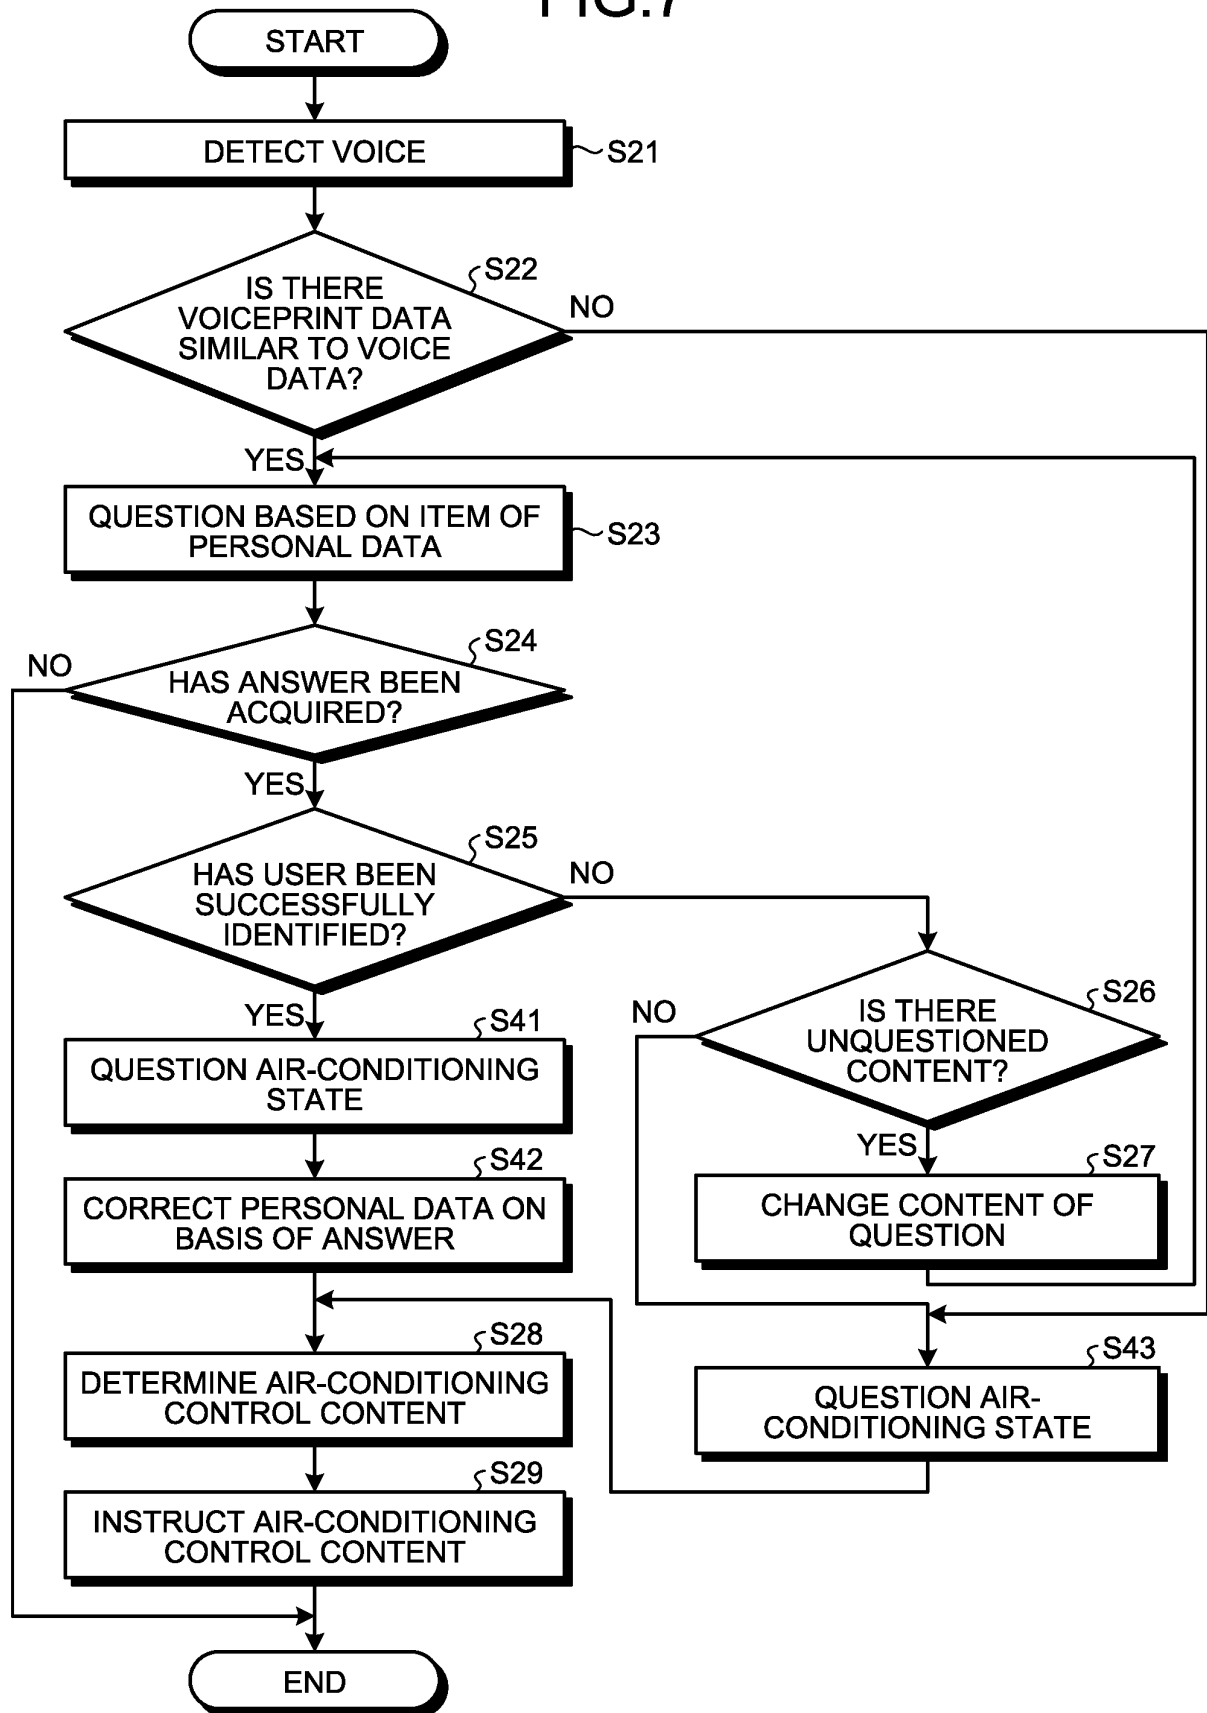 FIG.7
START
DETECT VOICE
S21
S22
IS THERE
VOICEPRINT DATA
SIMILAR TO VOICE
DATA?
NO
YES
QUESTION BASED ON ITEM OF
PERSONAL DATA
S23
S24
NO
HAS ANSWER BEEN
ACQUIRED?
YES
S25
HAS USER BEEN
SUCCESSFULLY
IDENTIFIED?
NO
S26
NO
IS THERE
UNQUESTIONED
CONTENT?
YES
S41
QUESTION AIR-CONDITIONING
STATE
YES
S27
CHANGE CONTENT OF
QUESTION
S42
CORRECT PERSONAL DATA ON
BASIS OF ANSWER
S28
DETERMINE AIR-CONDITIONING
CONTROL CONTENT
S43
QUESTION AIR-
CONDITIONING STATE
S29
INSTRUCT AIR-CONDITIONING
CONTROL CONTENT
END